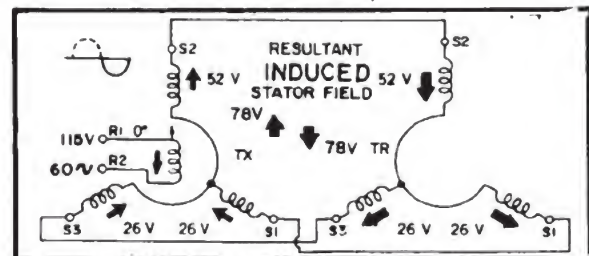 S2
S2
RESULTANT
INDUCED
STATOR FIELD
52 V
52 V
78V
78V
TX
TR
115V
R1 0°
R2
60~
S3
26 V
26 V
S1
S3
26 V
26 V
S1